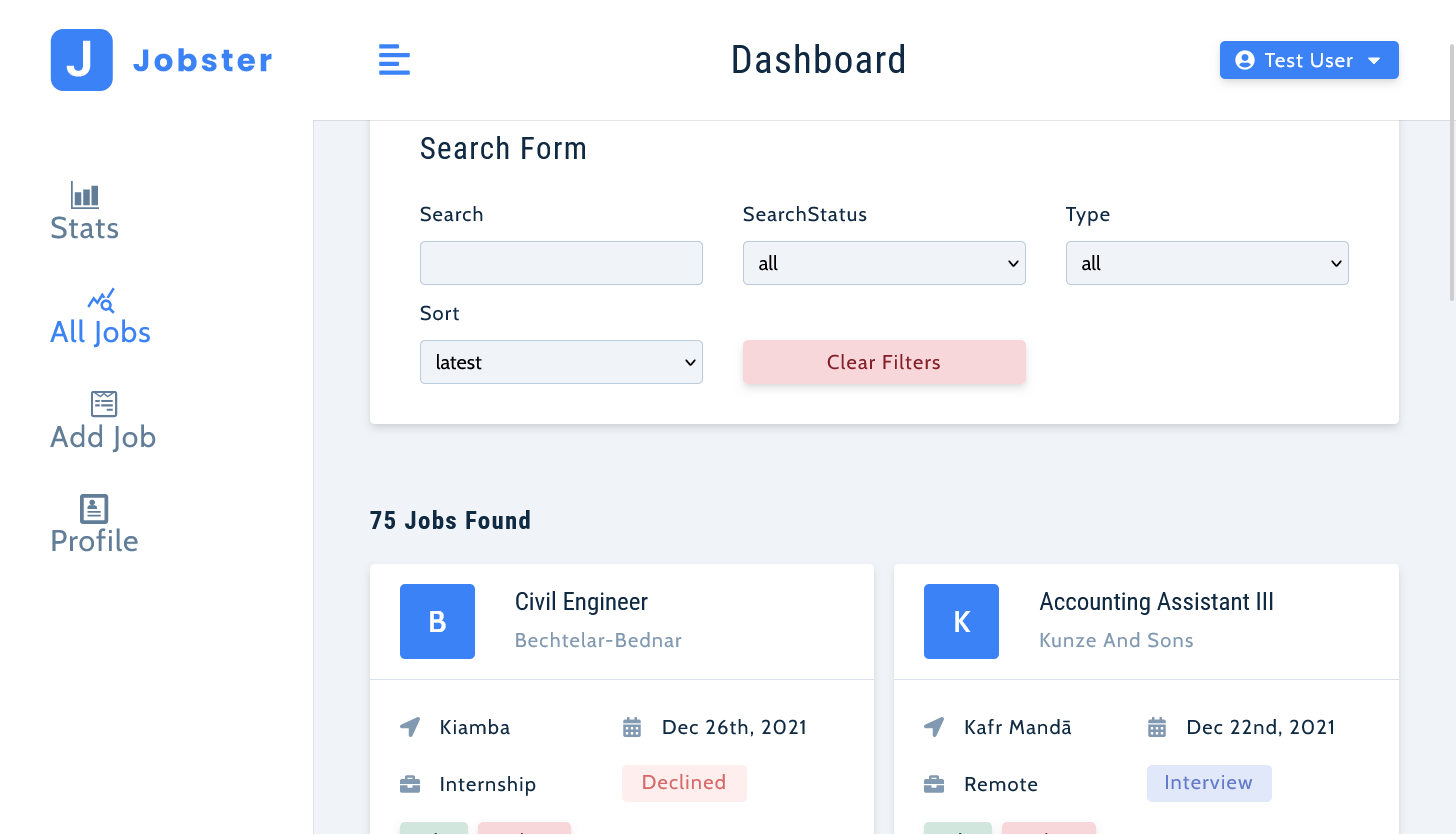 J Jobster
Dashboard
Test User
Stats
All Jobs
Add Job
Profile
Search Form
Search SearchStatus Type
all all
Sort
latest Clear Filters
75 Jobs Found
B Civil Engineer
Bechtelar-Bednar
Kiamba Dec 26th, 2021
Internship Declined
K Accounting Assistant III
Kunze And Sons
Kafr Mandā Dec 22nd, 2021
Remote Interview